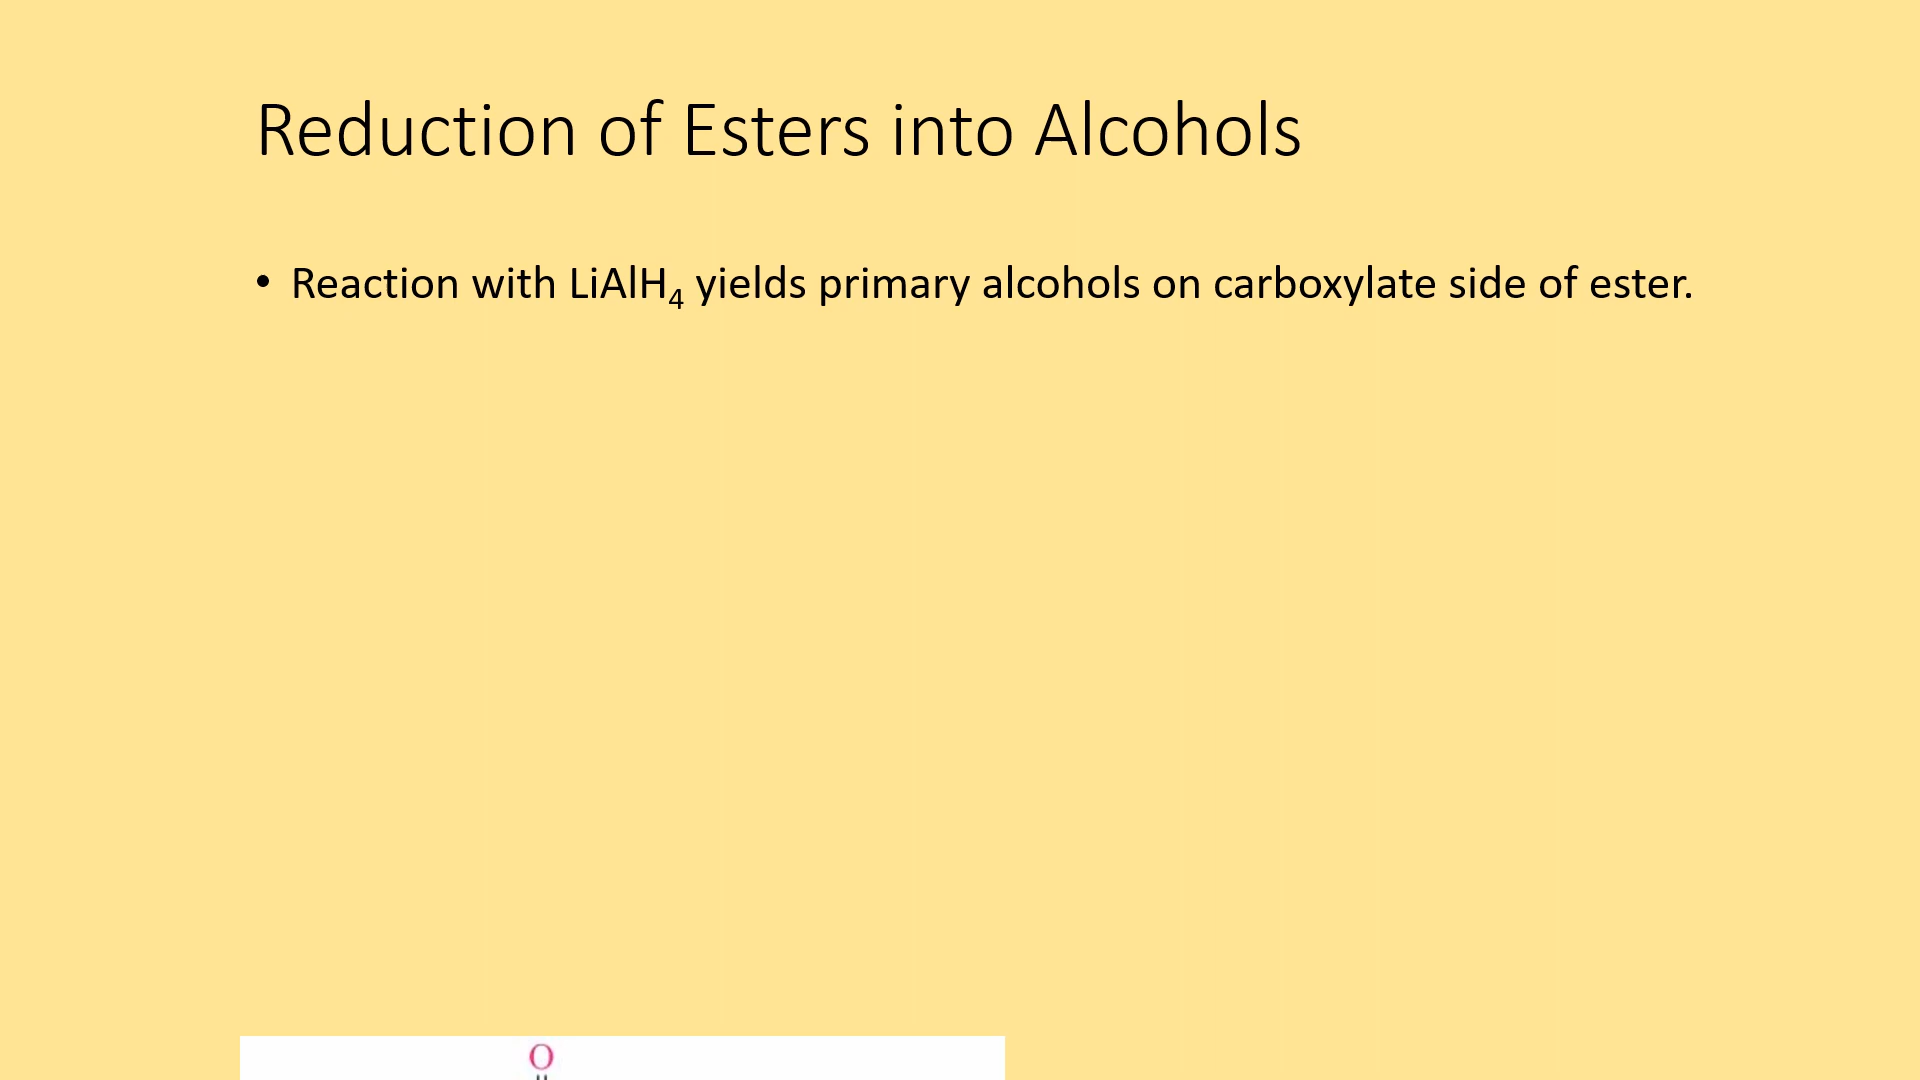 Reduction of Esters into Alcohols
• Reaction with LiAlH₄ yields primary alcohols on carboxylate side of ester.
O